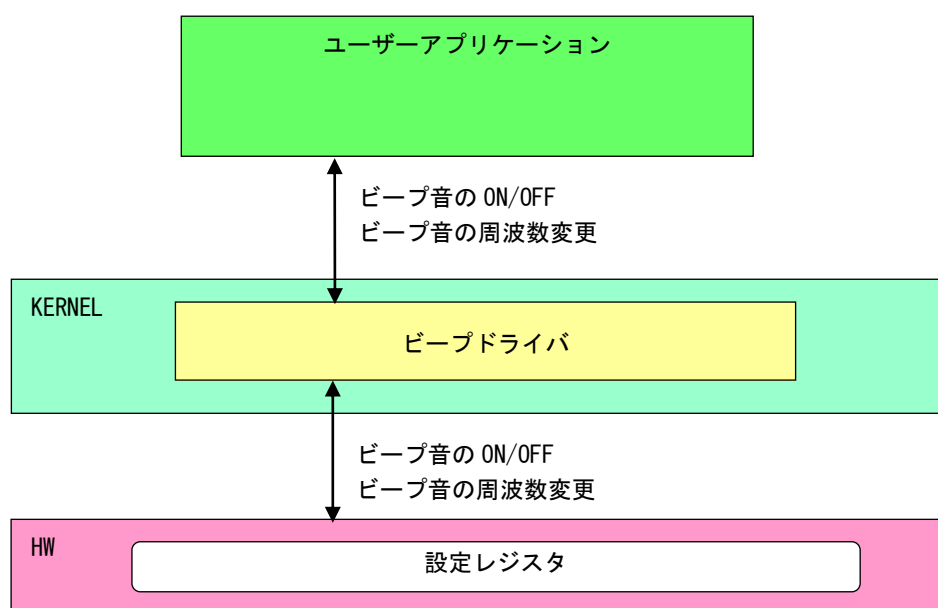 ユーザーアプリケーション
ビープ音の ON/OFF
ビープ音の周波数変更
KERNEL
ビープドライバ
ビープ音の ON/OFF
ビープ音の周波数変更
HW
設定レジスタ